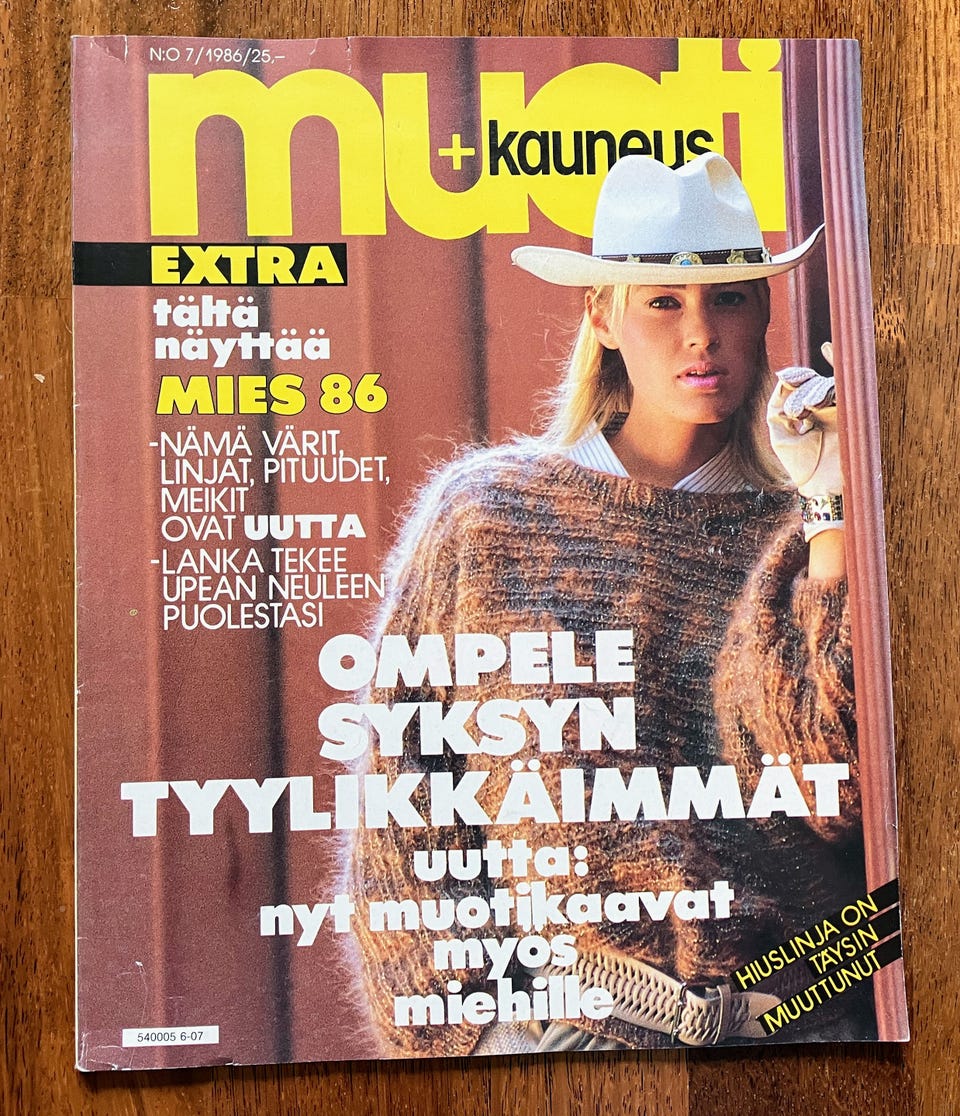 N:O 7/1986/25,-
muoti
+kauneus
EXTRA
tältä
näyttää
MIES 86
-NÄMÄ VÄRIT,
LINJAT, PITUUDET,
MEIKIT
OVAT UUTTA
-LANKA TEKEE
UPEAN NEULEEN
PUOLESTASI
OMPELE
SYKSYN
TYYLIKKÄIMMÄT
uutta:
nyt muotikaavat
myös
miehille
HIUSLINJA ON
TÄYSIN
MUUTTUNUT
540005 6-07